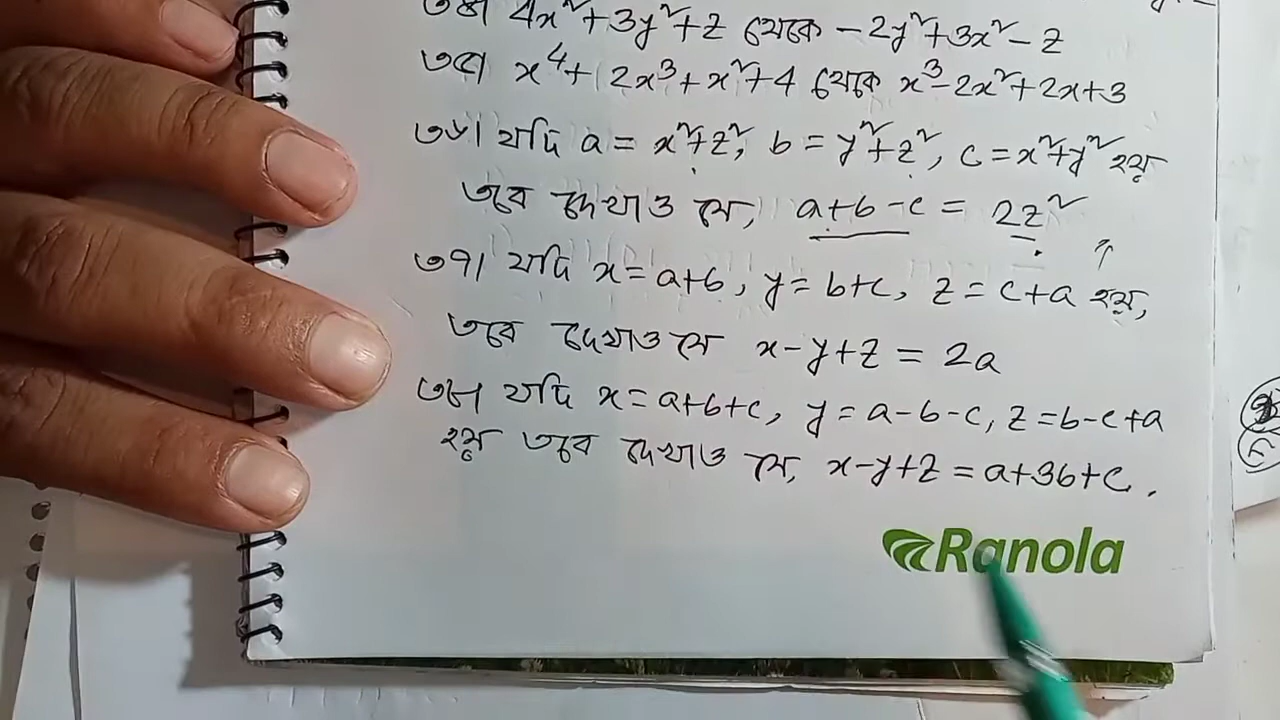 4x²+3y²+z থেকে -2y²+3x²-z
৩৫। x⁴+2x³+x²+4 থেকে x³-2x²+2x+3
৩৬। যদি a = x²+z², b = y²+z², c = x²+y² হয়
তবে দেখাও যে, a+b-c = 2z²
৩৭। যদি x = a+b, y = b+c, z = c+a হয়,
তবে দেখাও যে x-y+z = 2a
৩৮। যদি x = a+b+c, y = a-b-c, z = b-c+a
হয় তবে দেখাও যে, x-y+z = a+3b+c.
Ranola